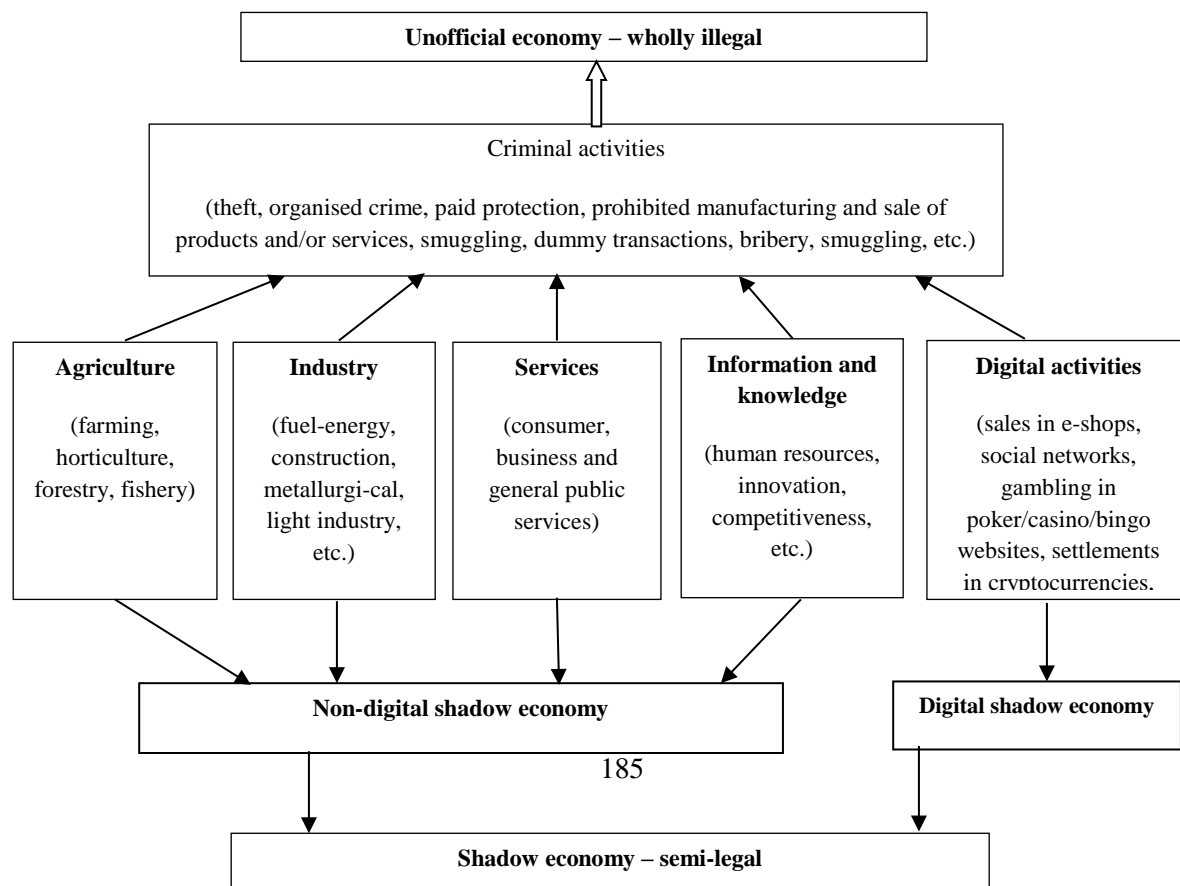 Unofficial economy – wholly illegal
Criminal activities
(theft, organised crime, paid protection, prohibited manufacturing and sale of
products and/or services, smuggling, dummy transactions, bribery, smuggling, etc.)
Agriculture
(farming,
horticulture,
forestry, fishery)
Industry
(fuel-energy,
construction,
metallurgi-cal,
light industry,
etc.)
Services
(consumer,
business and
general public
services)
Information and
knowledge
(human resources,
innovation,
competitiveness,
etc.)
Digital activities
(sales in e-shops,
social networks,
gambling in
poker/casino/bingo
websites, settlements
in cryptocurrencies,
Non-digital shadow economy
Digital shadow economy
185
Shadow economy – semi-legal